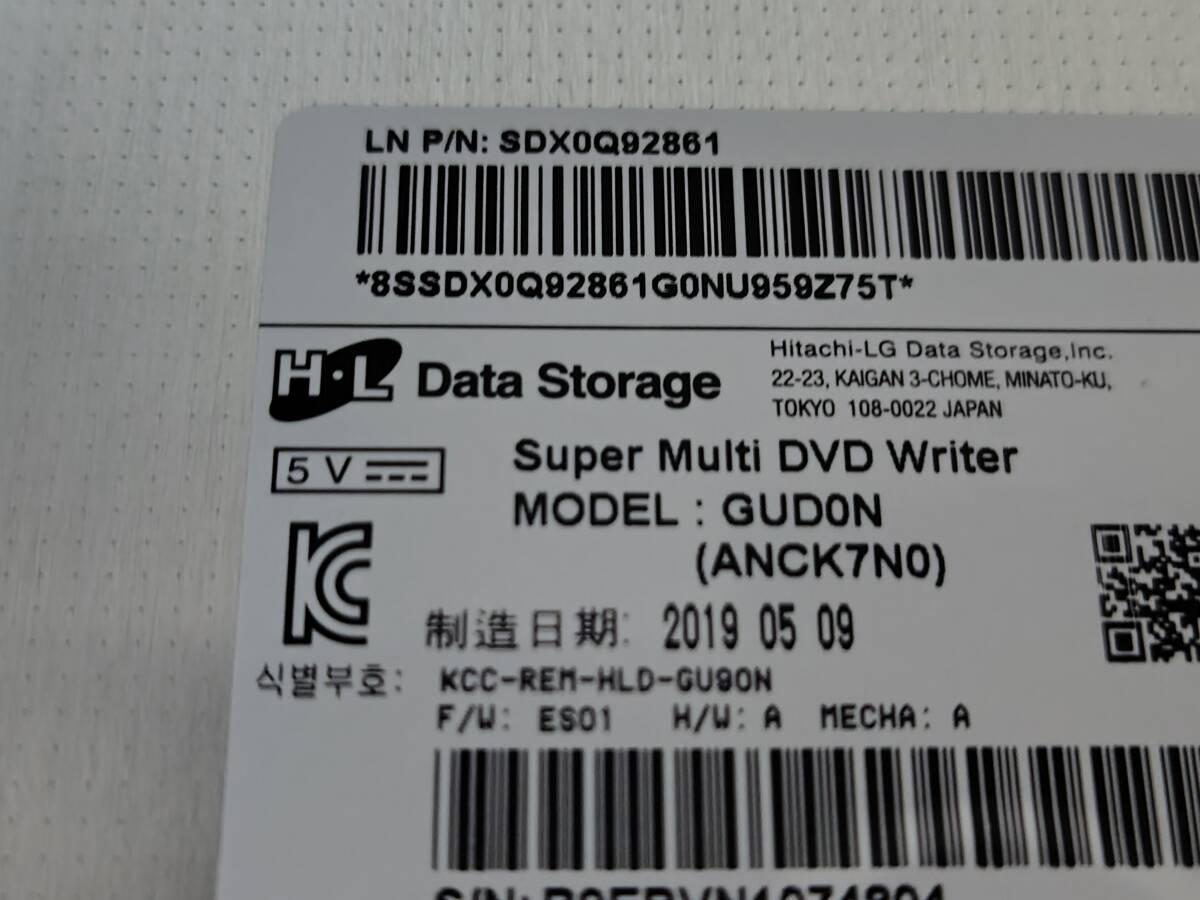 LN P/N: SDX0Q92861
*8SSDX0Q92861G0NU959Z75T*
H·L Data Storage
Hitachi-LG Data Storage,Inc.
22-23, KAIGAN 3-CHOME, MINATO-KU,
TOKYO 108-0022 JAPAN
5 V
Super Multi DVD Writer
MODEL : GUD0N
(ANCK7N0)
制造日期: 2019 05 09
식별부호: KCC-REM-HLD-GU90N
F/W: ES01 H/W: A MECHA: A
S/N: